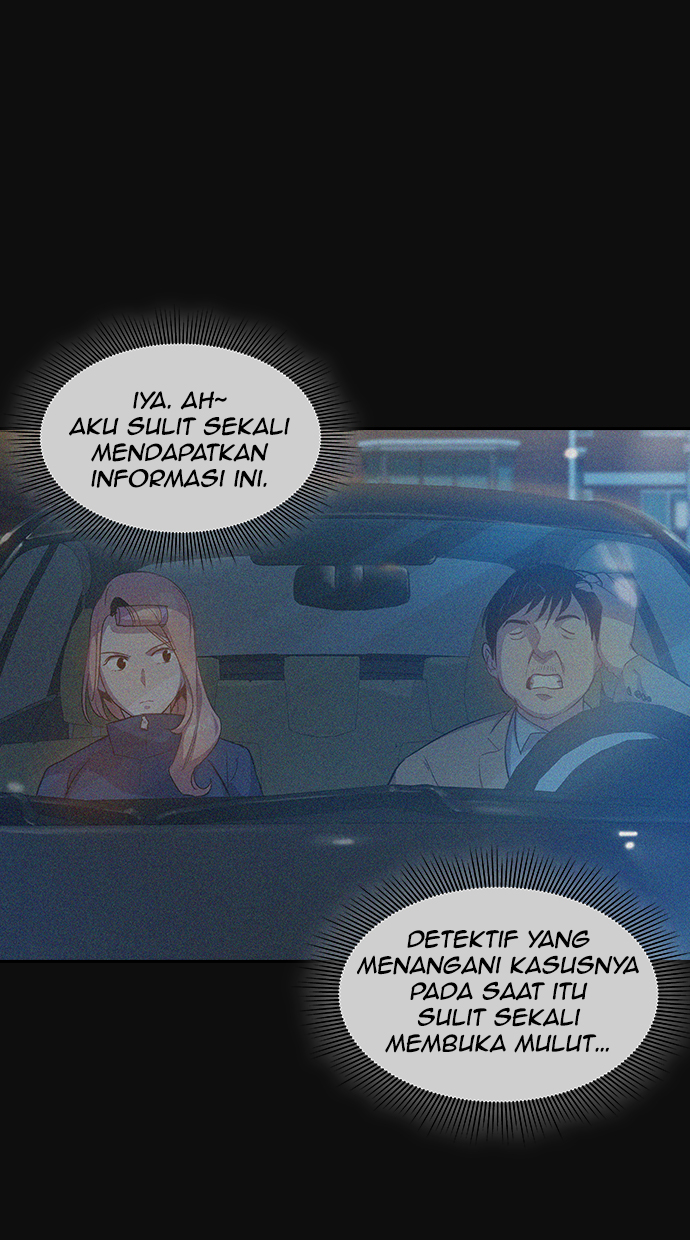 IYA. AH~
AKU SULIT SEKALI
MENDAPATKAN
INFORMASI INI.
DETEKTIF YANG
MENANGANI KASUSNYA
PADA SAAT ITU
SULIT SEKALI
MEMBUKA MULUT...